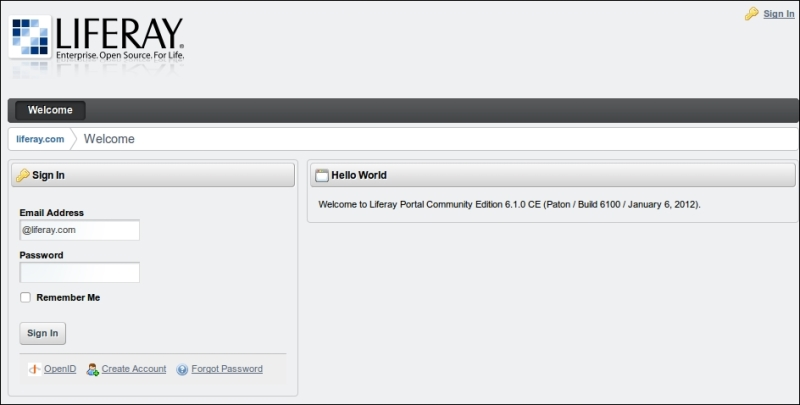 LIFERAY.
Enterprise. Open Source. For Life.
Sign In
Welcome
liferay.com
Welcome
Sign In
Email Address
@liferay.com
Password
Remember Me
Sign In
OpenID
Create Account
Forgot Password
Hello World
Welcome to Liferay Portal Community Edition 6.1.0 CE (Paton / Build 6100 / January 6, 2012).